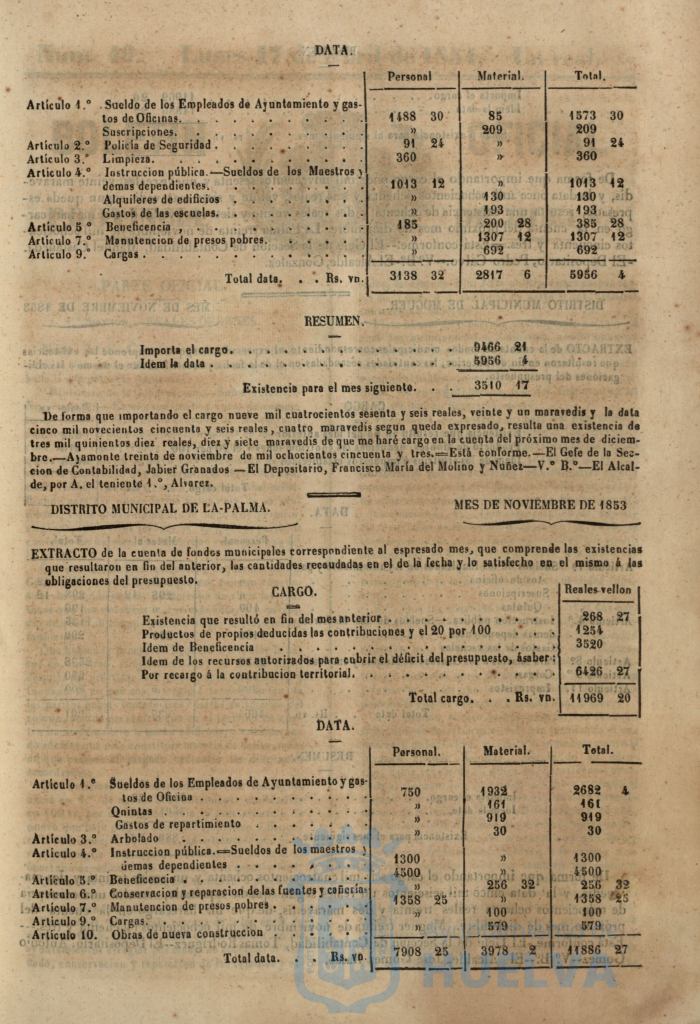 DATA.
Personal Material. Total.
Artículo 1.º Sueldo de los Empleados de Ayuntamiento y gas-
tos de Oficinas. 1488 30 85 1573 30
Suscripciones. » 209 209
Artículo 2.º Policía de Seguridad. 91 24 » 91 24
Artículo 3.º Limpieza. 360 » 360
Artículo 4.º Instruccion pública.—Sueldos de los Maestros y
demas dependientes. 1013 12 » 1013 12
Alquileres de edificios » 130 130
Gastos de las escuelas. » 193 193
Artículo 5º Beneficencia , 185 200 28 385 28
Artículo 7.º Manutencion de presos pobres. » 1307 12 1307 12
Artículo 9.º Cargas. » 692 692
Total data. . . Rs. vn. 3138 32 2817 6 5956 4
RESUMEN.
Importa el cargo. 9466 21
Idem la data 5956 4
Existencia para el mes siguiente. 3510 17
De forma que importando el cargo nueve mil cuatrocientos sesenta y seis reales, veinte y un maravedis y la data
cinco mil novecientos cincuenta y seis reales, cuatro maravedis segun queda expresado, resulta una existencia de
tres mil quinientos diez reales, diez y siete maravedis de que me haré cargo en la cuenta del próximo mes de diciem-
bre.—Ayamonte treinta de noviembre de mil ochocientos cincuenta y tres.=Está conforme.—El Gefe de la Sec-
cion de Contabilidad, Jabier Granados—El Depositario, Francisco María del Molino y Nuñez—V.º B.º—El Alcal-
de, por A. el teniente 1.º, Alvarez.
DISTRITO MUNICIPAL DE LA-PALMA. MES DE NOVIEMBRE DE 1853
EXTRACTO de la cuenta de fondos municipales correspondiente al espresado mes, que comprende las existencias
que resultaron en fin del anterior, las cantidades recaudadas en el de la fecha y lo satisfecho en el mismo á las
obligaciones del presupuesto.
CARGO. Reales vellon
Existencia que resultó en fin del mes anterior 268 27
Productos de propios deducidas las contribuciones y el 20 por 100 1254
Idem de Beneficencia 3520
Idem de los recursos autorizados para cubrir el déficit del presupuesto, ásaber:
Por recargo á la contribucion territorial. 6426 27
Total cargo. . . Rs. vn. 11969 20
DATA.
Personal. Material. Total.
Artículo 1.º Sueldos de los Empleados de Ayuntamiento y gas-
tos de Oficina 750 1932 2682 4
Qnintas » 161 161
Gastos de repartimiento » 919 919
Artículo 3.º Arbolado » 30 30
Artículo 4.º Instruccion pública.=Sueldos de los maestros y
demas dependientes 1300 » 1300
Artículo 5.º Beneficencia 4500 » 4500
Artículo 6.º Conservacion y reparacion de las fuentes y cañerías » 256 32 256 32
Artículo 7.º Manutencion de presos pobres 1358 25 » 1358 25
Artículo 9.º Cargas. » 100 100
Artículo 10. Obras de nueva construccion » 579 579
Total data. . . Rs. vn 7908 25 3978 2 11886 27
HUELVA